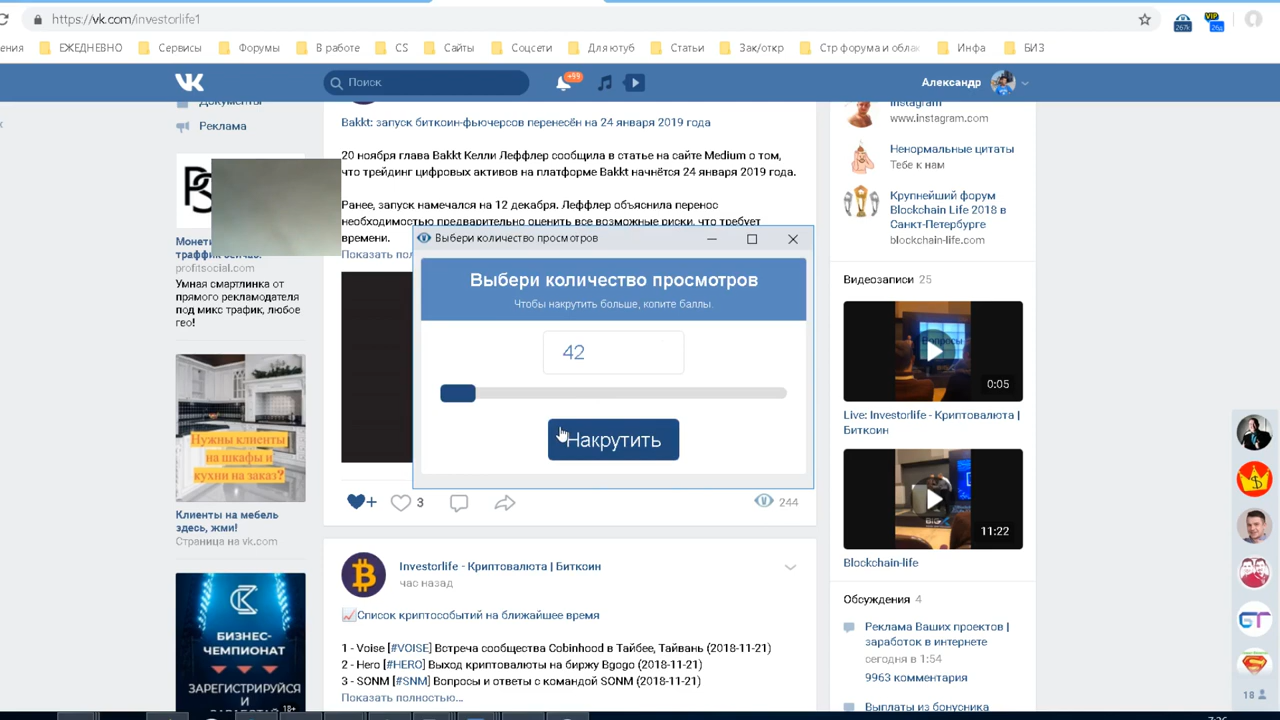 https://vk.com/investorlife1
ения ЕЖЕДНЕВНО Сервисы Форумы В работе CS Сайты Соцсети Для ютуб Статьи Зак/откр Стр форума и облак Инфа БИЗ
Поиск
+99
Александр
Документы
Реклама
Bakkt: запуск биткоин-фьючерсов перенесён на 24 января 2019 года
20 ноября глава Bakkt Келли Леффлер сообщила в статье на сайте Medium о том,
что трейдинг цифровых активов на платформе Bakkt начнётся 24 января 2019 года.
Ранее, запуск намечался на 12 декабря. Леффлер объяснила перенос
необходимостью предварительно оценить все возможные риски, что требует
времени.
Показать пол
Выбери количество просмотров
Выбери количество просмотров
Чтобы накрутить больше, копите баллы.
42
Накрутить
3
244
Investorlife - Криптовалюта | Биткоин
час назад
Список криптособытий на ближайшее время
1 - Voise [#VOISE] Встреча сообщества Cobinhood в Тайбее, Тайвань (2018-11-21)
2 - Hero [#HERO] Выход криптовалюты на биржу Bgogo (2018-11-21)
3 - SONM [#SNM] Вопросы и ответы с командой SONM (2018-11-21)
Показать полностью...
Монети
траффик сейчас!
profitsocial.com
Умная смартлинка от
прямого рекламодателя
под микс трафик, любое
гео!
Нужны клиенты
на шкафы и
кухни на заказ?
Клиенты на мебель
здесь, жми!
Страница на vk.com
БИЗНЕС-
ЧЕМПИОНАТ
ЗАРЕГИСТРИРУЙСЯ
И
18+
Instagram
www.instagram.com
Ненормальные цитаты
Тебе к нам
Крупнейший форум
Blockchain Life 2018 в
Санкт-Петербурге
blockchain-life.com
Видеозаписи 25
Вопросы
0:05
Live: Investorlife - Криптовалюта |
Биткоин
11:22
Blockchain-life
Обсуждения 4
Реклама Ваших проектов |
заработок в интернете
сегодня в 1:54
9963 комментария
Выплаты из бонусника
GT
18